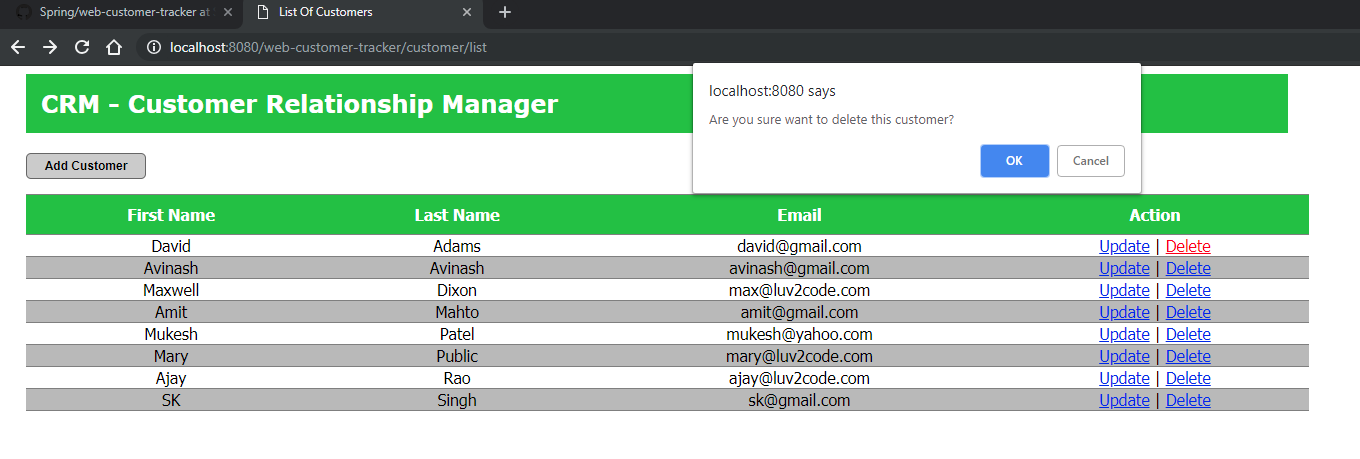 Spring/web-customer-tracker at
List Of Customers
localhost:8080/web-customer-tracker/customer/list
CRM - Customer Relationship Manager
localhost:8080 says
Are you sure want to delete this customer?
OK Cancel
Add Customer
First Name Last Name Email Action
David Adams david@gmail.com Update | Delete
Avinash Avinash avinash@gmail.com Update | Delete
Maxwell Dixon max@luv2code.com Update | Delete
Amit Mahto amit@gmail.com Update | Delete
Mukesh Patel mukesh@yahoo.com Update | Delete
Mary Public mary@luv2code.com Update | Delete
Ajay Rao ajay@luv2code.com Update | Delete
SK Singh sk@gmail.com Update | Delete